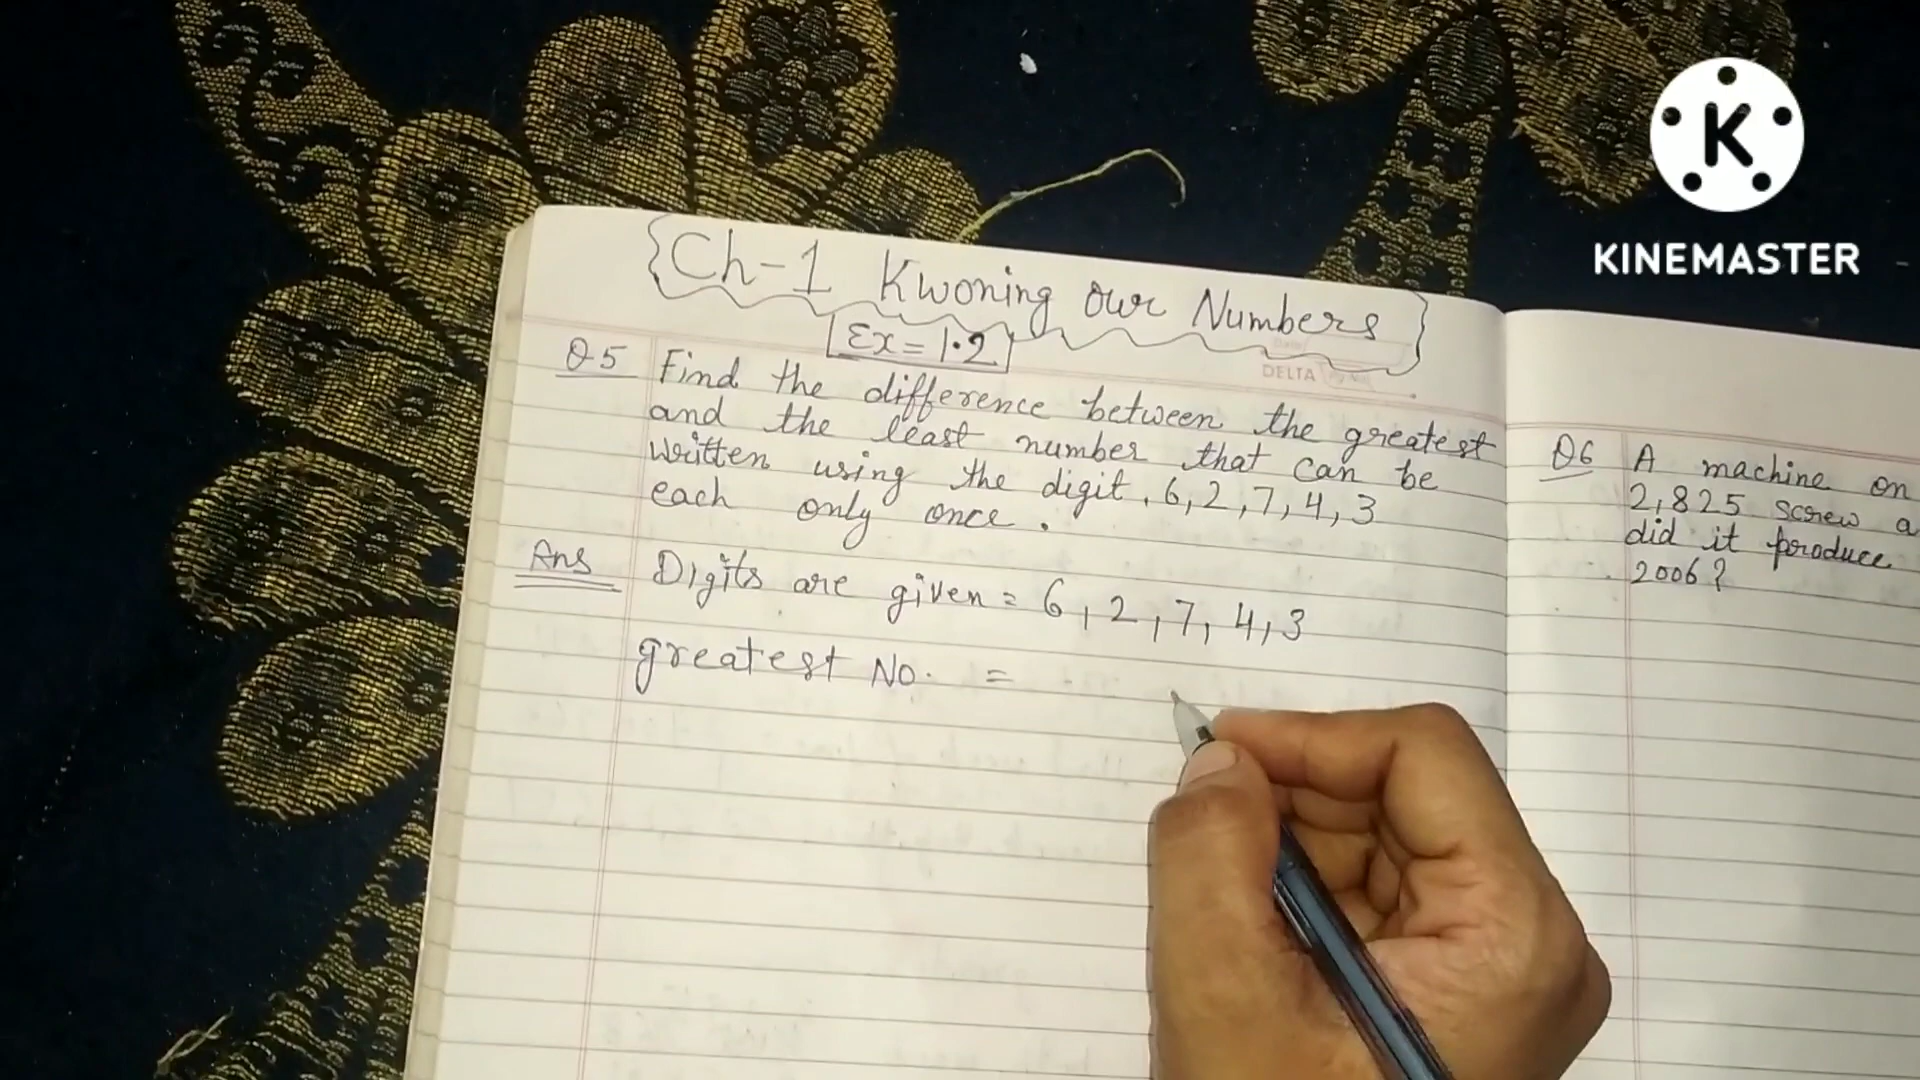 K
KINEMASTER
Ch-1 Kwoning our Numbers
Ex = 1.2
DELTA
Q5 Find the difference between the greatest
and the least number that can be
written using the digit, 6, 2, 7, 4, 3
each only once.
Ans Digits are given = 6, 2, 7, 4, 3
greatest No. =
Q6 A machine on
2,825 screw a
did it produce
2006?